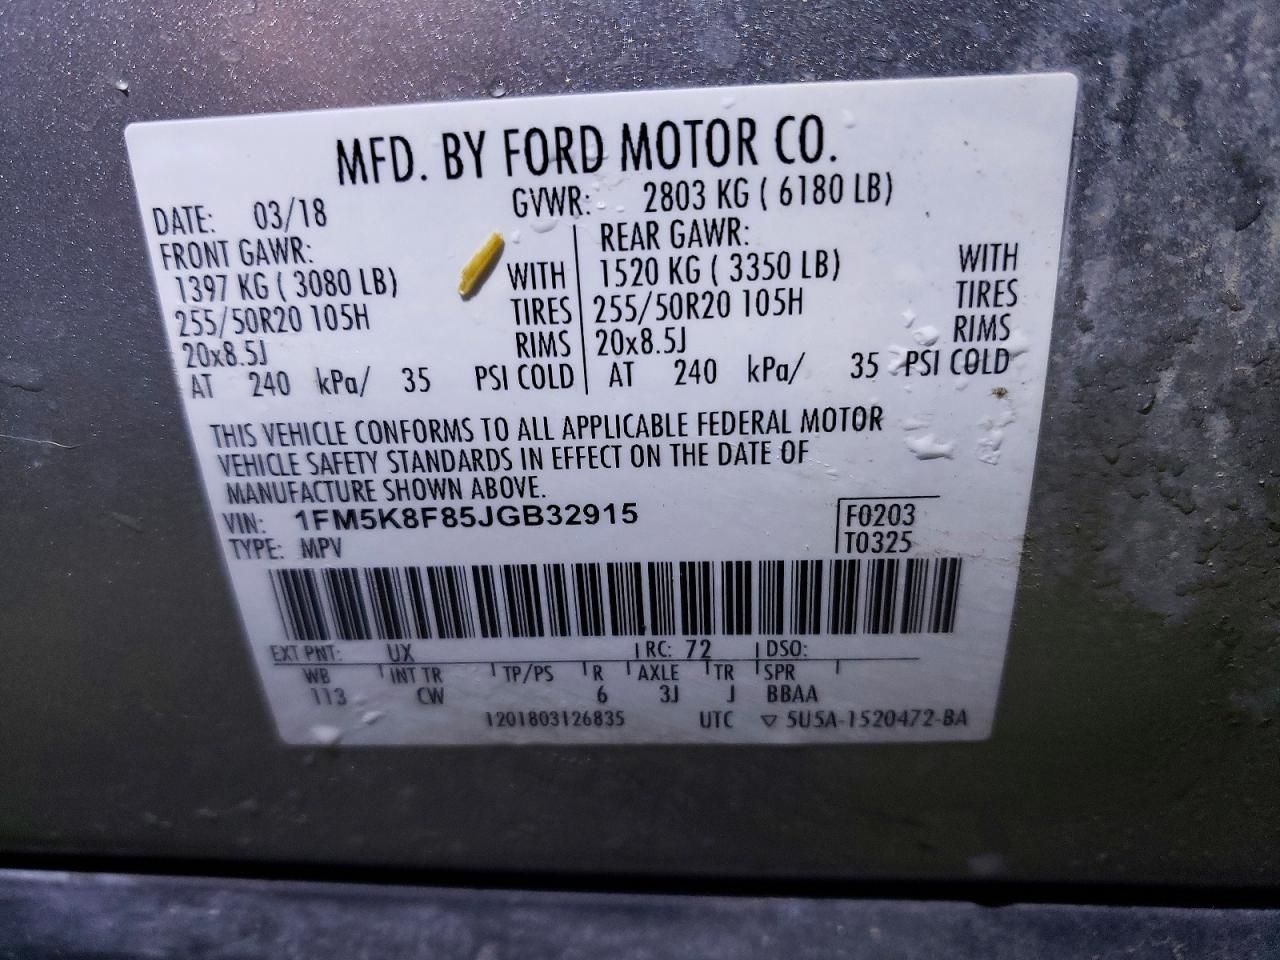 MFD. BY FORD MOTOR CO.
DATE: 03/18 GVWR: 2803 KG ( 6180 LB)
FRONT GAWR: REAR GAWR:
1397 KG ( 3080 LB) WITH 1520 KG ( 3350 LB) WITH
255/50R20 105H TIRES 255/50R20 105H TIRES
20x8.5J RIMS 20x8.5J RIMS
AT 240 kPa/ 35 PSI COLD AT 240 kPa/ 35 PSI COLD
THIS VEHICLE CONFORMS TO ALL APPLICABLE FEDERAL MOTOR
VEHICLE SAFETY STANDARDS IN EFFECT ON THE DATE OF
MANUFACTURE SHOWN ABOVE.
VIN: 1FM5K8F85JGB32915 F0203
TYPE: MPV T0325
EXT PNT: UX RC: 72 DSO:
WB INT TR TP/PS R AXLE TR SPR
113 CW 6 3J J BBAA
1201803126835 UTC ▽ 5U5A-1520472-BA